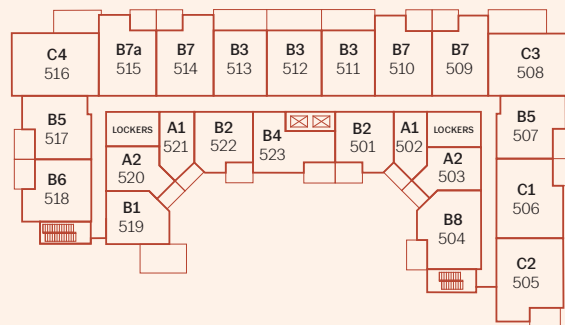 C4
516
B7a
515
B7
514
B3
513
B3
512
B3
511
B7
510
B7
509
C3
508
B5
517
LOCKERS
A1
521
B2
522
B4
523
B2
501
A1
502
LOCKERS
B5
507
A2
520
A2
503
B6
518
B1
519
B8
504
C1
506
C2
505